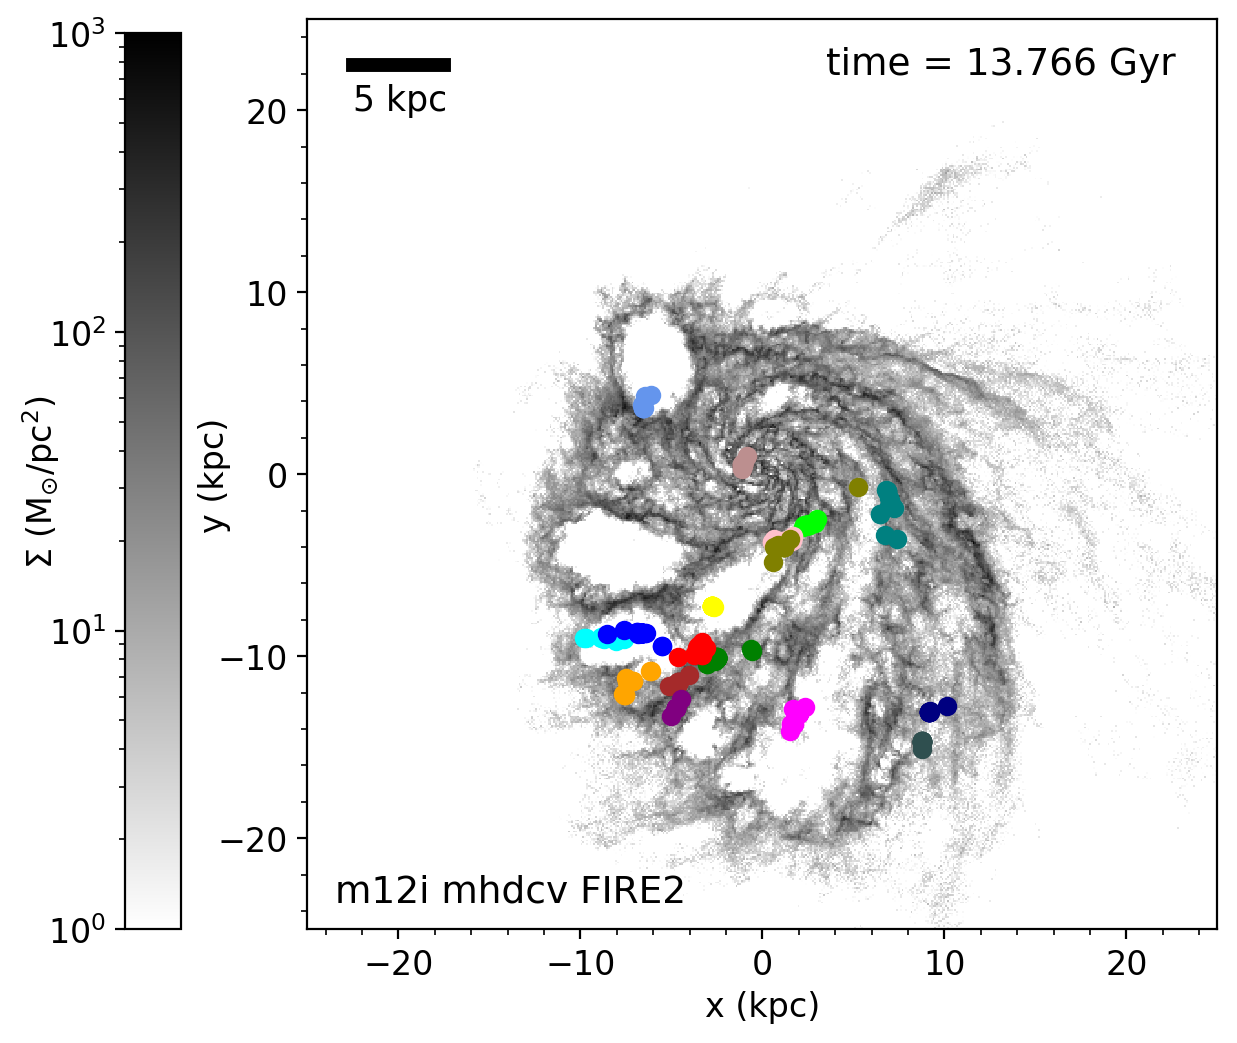 time = 13.766 Gyr
5 kpc
m12i mhdcv FIRE2
10³
10²
10¹
10⁰
Σ (M☉/pc²)
20
10
0
−10
−20
y (kpc)
−20
−10
0
10
20
x (kpc)